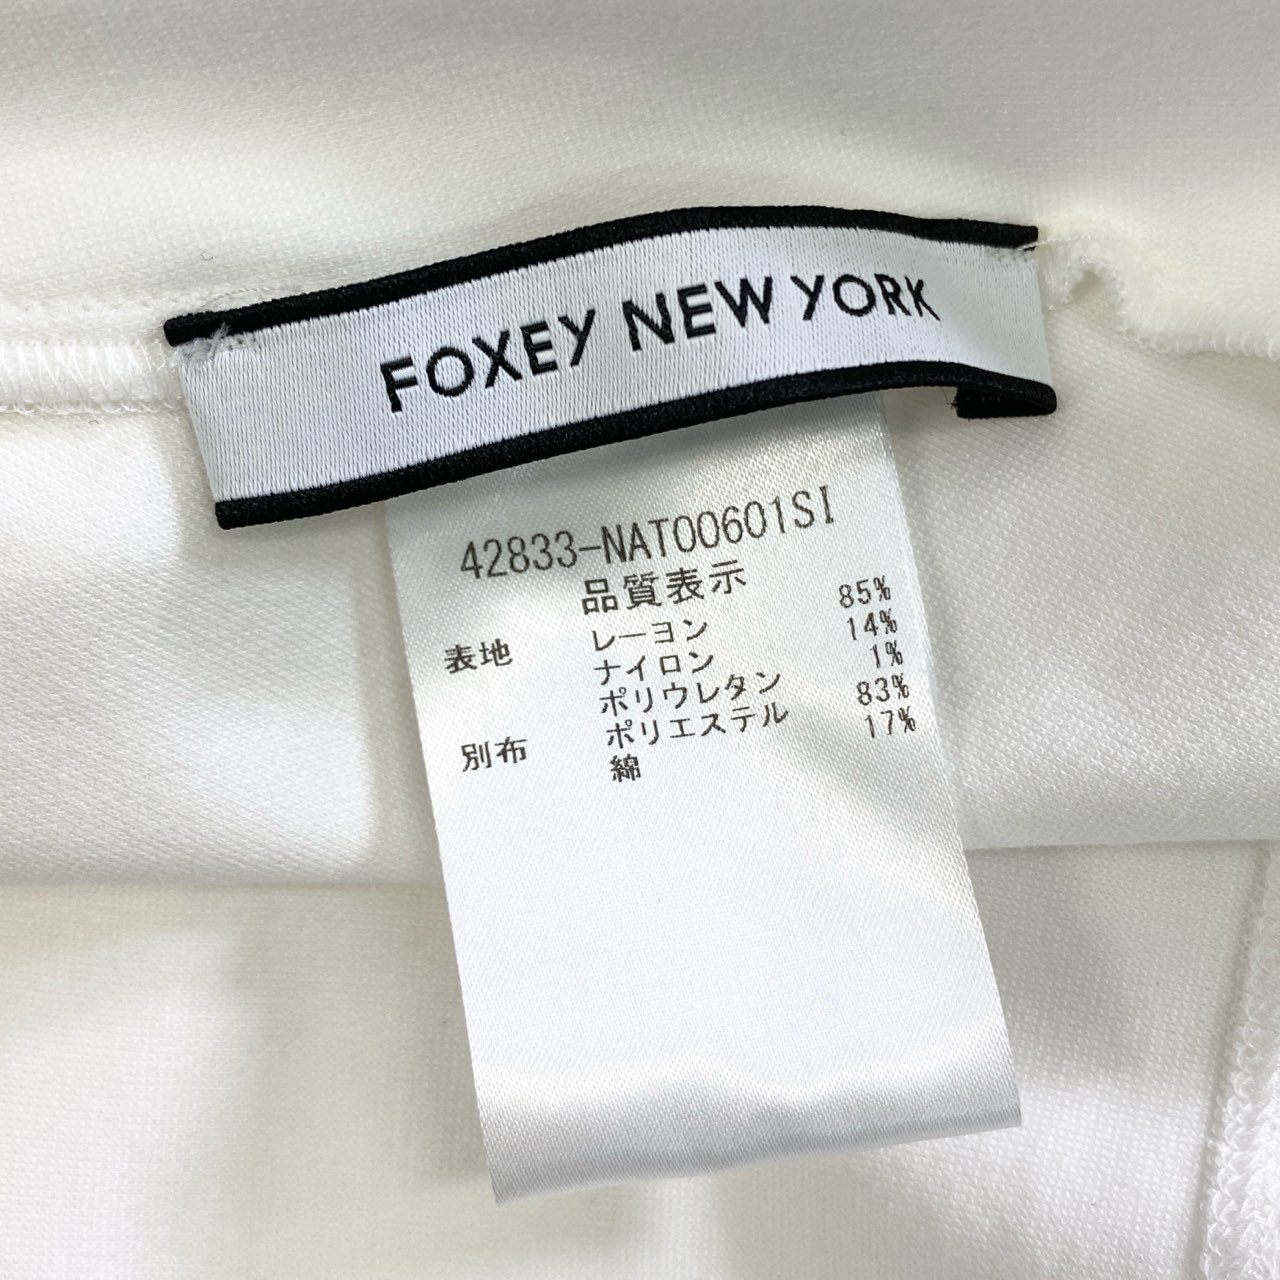 FOXEY NEW YORK
42833-NAT00601SI
品質表示
表地 レーヨン 85%
ナイロン 14%
ポリウレタン 1%
別布 ポリエステル 83%
綿 17%